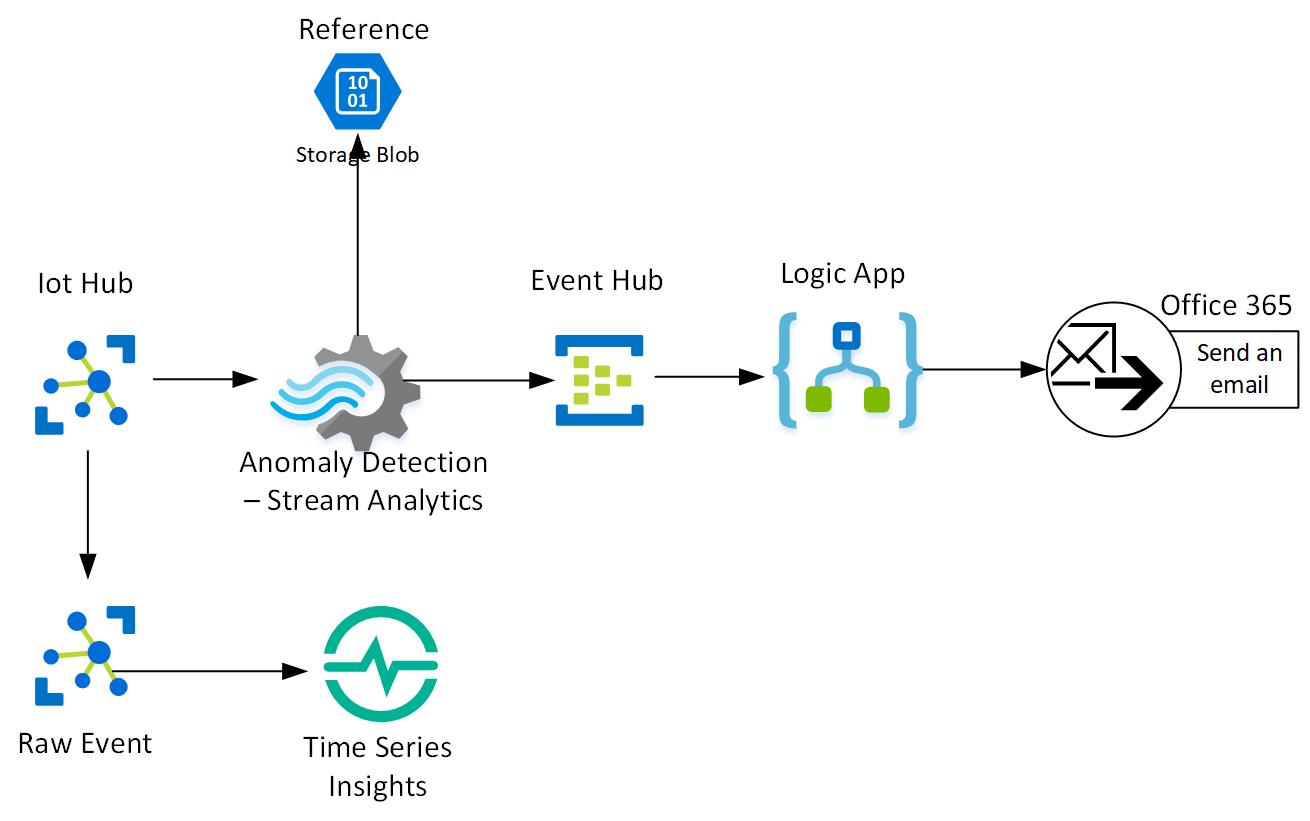 Reference
10
01
Storage Blob
Iot Hub
Event Hub
Logic App
Office 365
Send an
email
Anomaly Detection
– Stream Analytics
Raw Event
Time Series
Insights